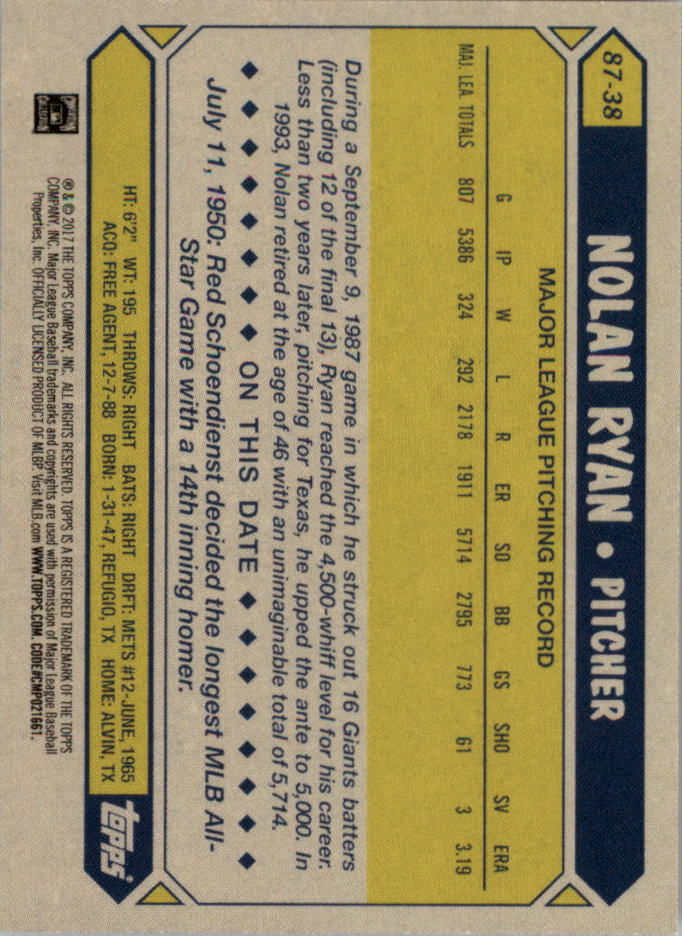 87-38
NOLAN RYAN • PITCHER
MAJOR LEAGUE PITCHING RECORD
G IP W L R ER SO BB GS SHO SV ERA
MAJ. LEA. TOTALS 807 5386 324 292 2178 1911 5714 2795 773 61 3 3.19
During a September 9, 1987 game in which he struck out 16 Giants batters
(including 12 of the final 13), Ryan reached the 4,500-whiff level for his career.
Less than two years later, pitching for Texas, he upped the ante to 5,000. In
1993, Nolan retired at the age of 46 with an unimaginable total of 5,714.
◆ ◆ ◆ ◆ ◆ ◆ ◆ ON THIS DATE ◆ ◆ ◆ ◆ ◆ ◆ ◆
July 11, 1950: Red Schoendienst decided the longest MLB All-
Star Game with a 14th inning homer.
HT: 6'2" WT: 195 THROWS: RIGHT BATS: RIGHT DRFT: METS #12-JUNE, 1965
ACQ: FREE AGENT, 12-7-88 BORN: 1-31-47, REFUGIO, TX HOME: ALVIN, TX
Topps®
® & © 2017 THE TOPPS COMPANY, INC. ALL RIGHTS RESERVED. TOPPS IS A REGISTERED TRADEMARK OF THE TOPPS
COMPANY, INC. Major League Baseball trademarks and copyrights are used with permission of Major League Baseball
Properties, Inc. OFFICIALLY LICENSED PRODUCT OF MLBP. Visit MLB.com WWW.TOPPS.COM. CODE#CMP021661.